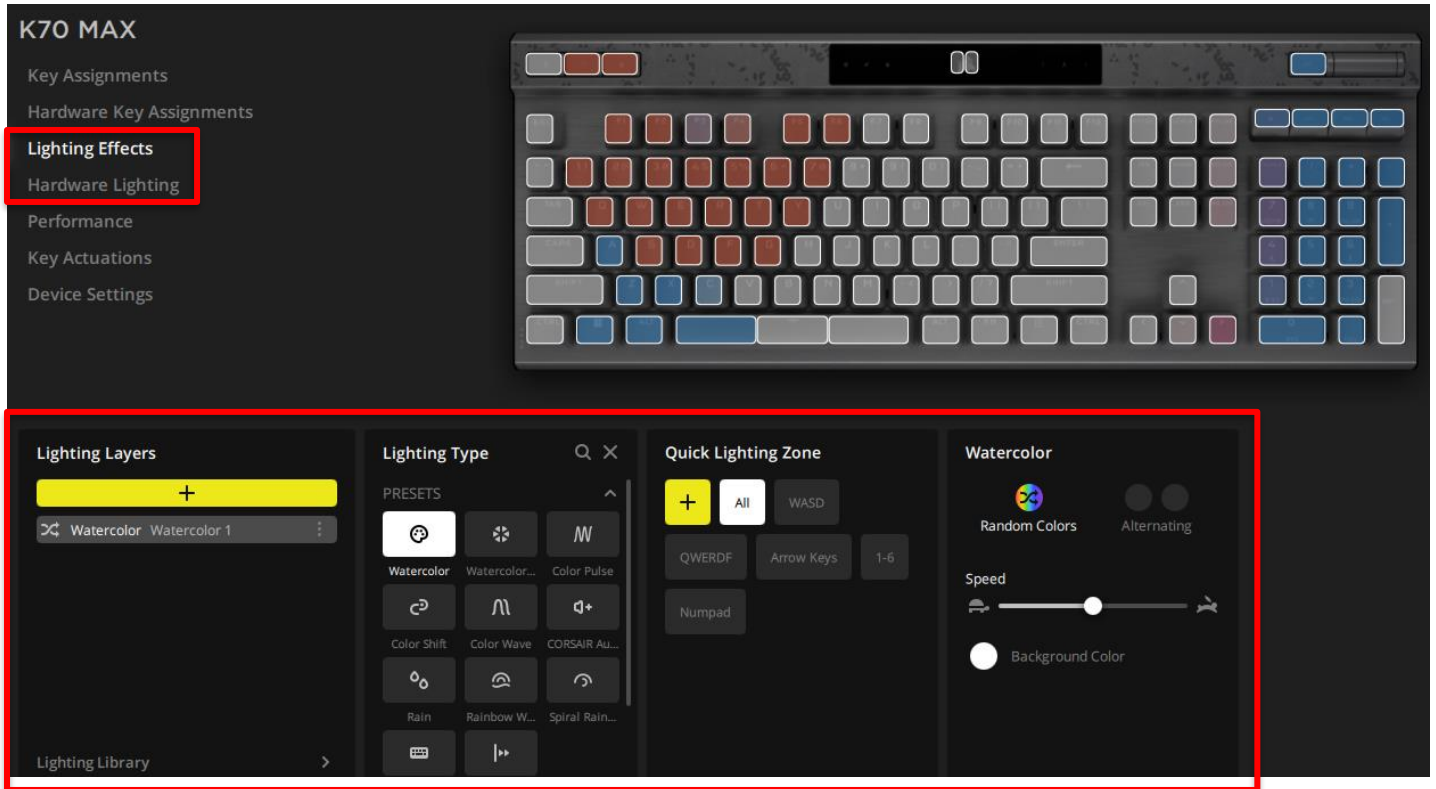 K70 MAX
Key Assignments
Hardware Key Assignments
Lighting Effects
Hardware Lighting
Performance
Key Actuations
Device Settings
Lighting Layers
+
Watercolor Watercolor 1
Lighting Library
Lighting Type
PRESETS
Watercolor Watercolor... Color Pulse
Color Shift Color Wave CORSAIR Au...
Rain Rainbow W... Spiral Rain...
Quick Lighting Zone
+ All WASD
QWERDF Arrow Keys 1-6
Numpad
Watercolor
Random Colors Alternating
Speed
Background Color